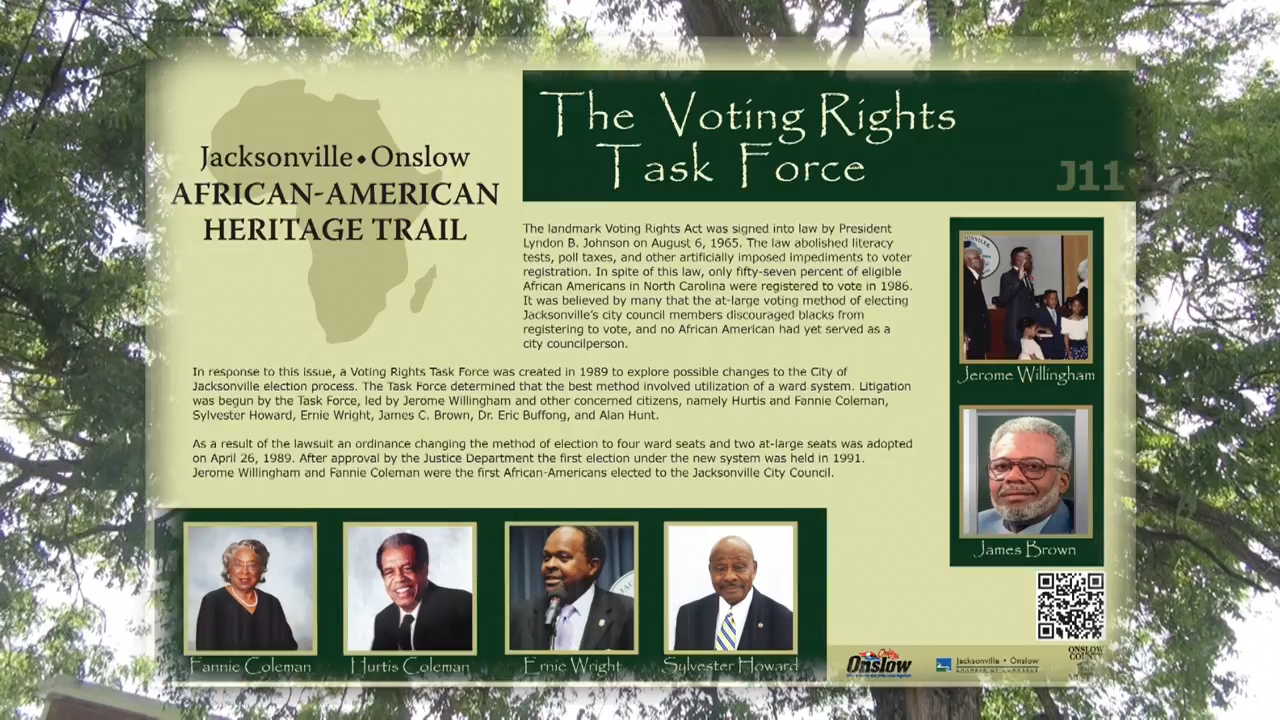 Jacksonville • Onslow
AFRICAN-AMERICAN
HERITAGE TRAIL
The Voting Rights
Task Force
J11
The landmark Voting Rights Act was signed into law by President
Lyndon B. Johnson on August 6, 1965. The law abolished literacy
tests, poll taxes, and other artificially imposed impediments to voter
registration. In spite of this law, only fifty-seven percent of eligible
African Americans in North Carolina were registered to vote in 1986.
It was believed by many that the at-large voting method of electing
Jacksonville's city council members discouraged blacks from
registering to vote, and no African American had yet served as a
city councilperson.
In response to this issue, a Voting Rights Task Force was created in 1989 to explore possible changes to the City of
Jacksonville election process. The Task Force determined that the best method involved utilization of a ward system. Litigation
was begun by the Task Force, led by Jerome Willingham and other concerned citizens, namely Hurtis and Fannie Coleman,
Sylvester Howard, Ernie Wright, James C. Brown, Dr. Eric Buffong, and Alan Hunt.
As a result of the lawsuit an ordinance changing the method of election to four ward seats and two at-large seats was adopted
on April 26, 1989. After approval by the Justice Department the first election under the new system was held in 1991.
Jerome Willingham and Fannie Coleman were the first African-Americans elected to the Jacksonville City Council.
Jerome Willingham
James Brown
Fannie Coleman
Hurtis Coleman
Ernie Wright
Sylvester Howard
Onslow
Jacksonville • Onslow
CHAMBER OF COMMERCE
ONSLOW
COUNTY